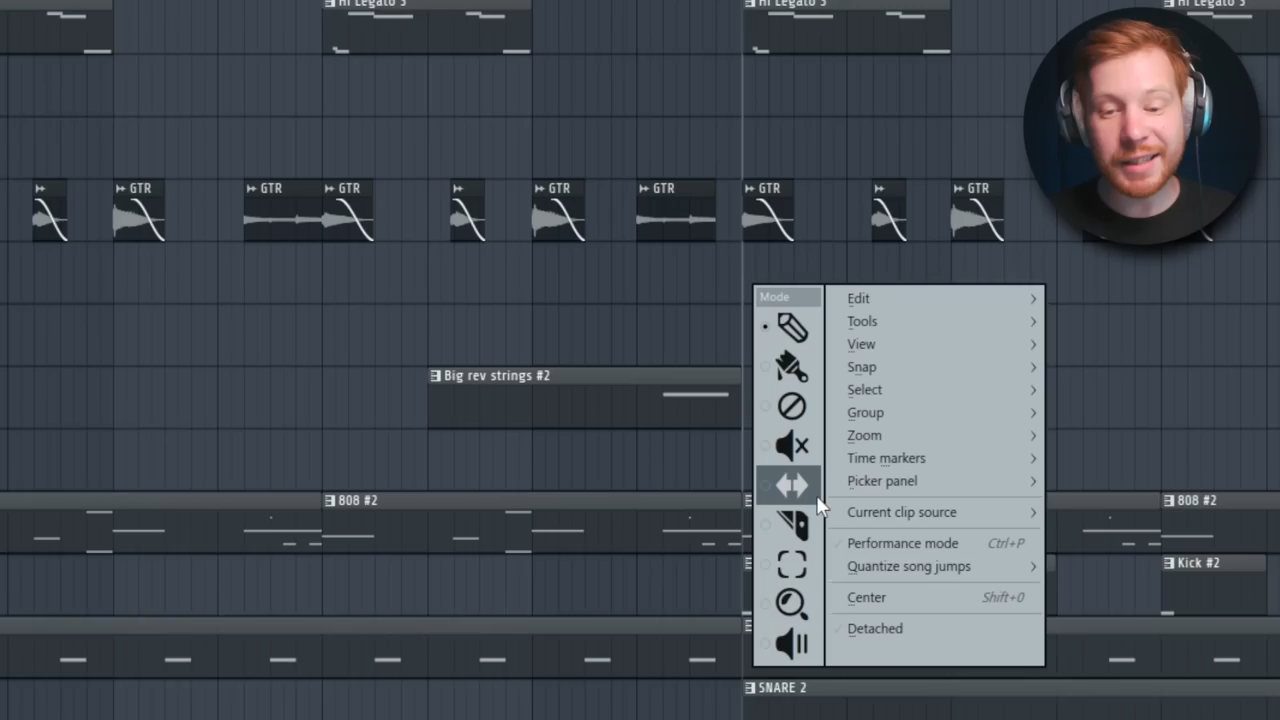 Hi Legato 3
Hi Legato 3
Hi Legato 3
GTR
GTR
GTR
GTR
GTR
GTR
GTR
Mode
Edit
Tools
View
Snap
Select
Group
Zoom
Time markers
Picker panel
Current clip source
Performance mode Ctrl+P
Quantize song jumps
Center Shift+0
Detached
Big rev strings #2
808 #2
808 #2
Kick #2
SNARE 2